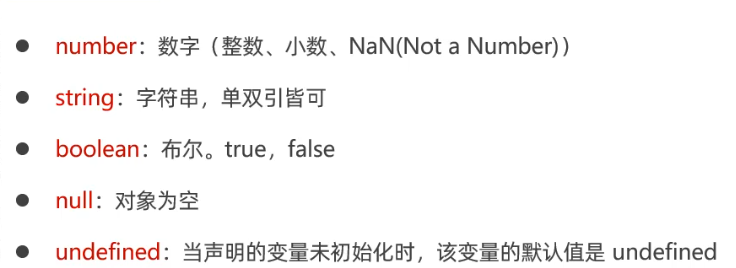 ● number：数字（整数、小数、NaN(Not a Number)）
● string：字符串，单双引皆可
● boolean：布尔。true，false
● null：对象为空
● undefined：当声明的变量未初始化时，该变量的默认值是 undefined